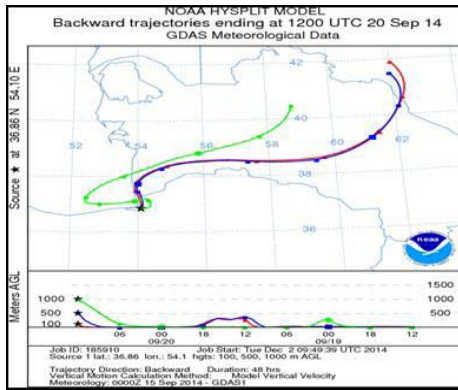 NOAA HYSPLIT MODEL
Backward trajectories ending at 1200 UTC 20 Sep 14
GDAS Meteorological Data
Source ★ at 36.86 N 54.10 E
42
40
62
52
54
56
58
60
38
36
noaa
Meters AGL
1500
1000
1000
500
500
100
06
00
18
12
06
00
18
12
09/20
09/19
Job ID: 185910 Job Start: Tue Dec 2 09:49:39 UTC 2014
Source 1 lat.: 36.86 lon.: 54.1 hgts: 100, 500, 1000 m AGL
Trajectory Direction: Backward Duration: 48 hrs
Vertical Motion Calculation Method: Model Vertical Velocity
Meteorology: 0000Z 15 Sep 2014 - GDAS1